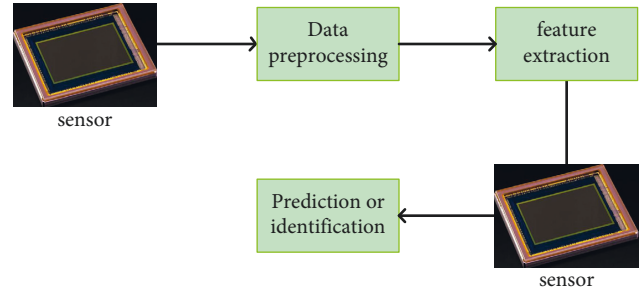 sensor
Data
preprocessing
feature
extraction
Prediction or
identification
sensor